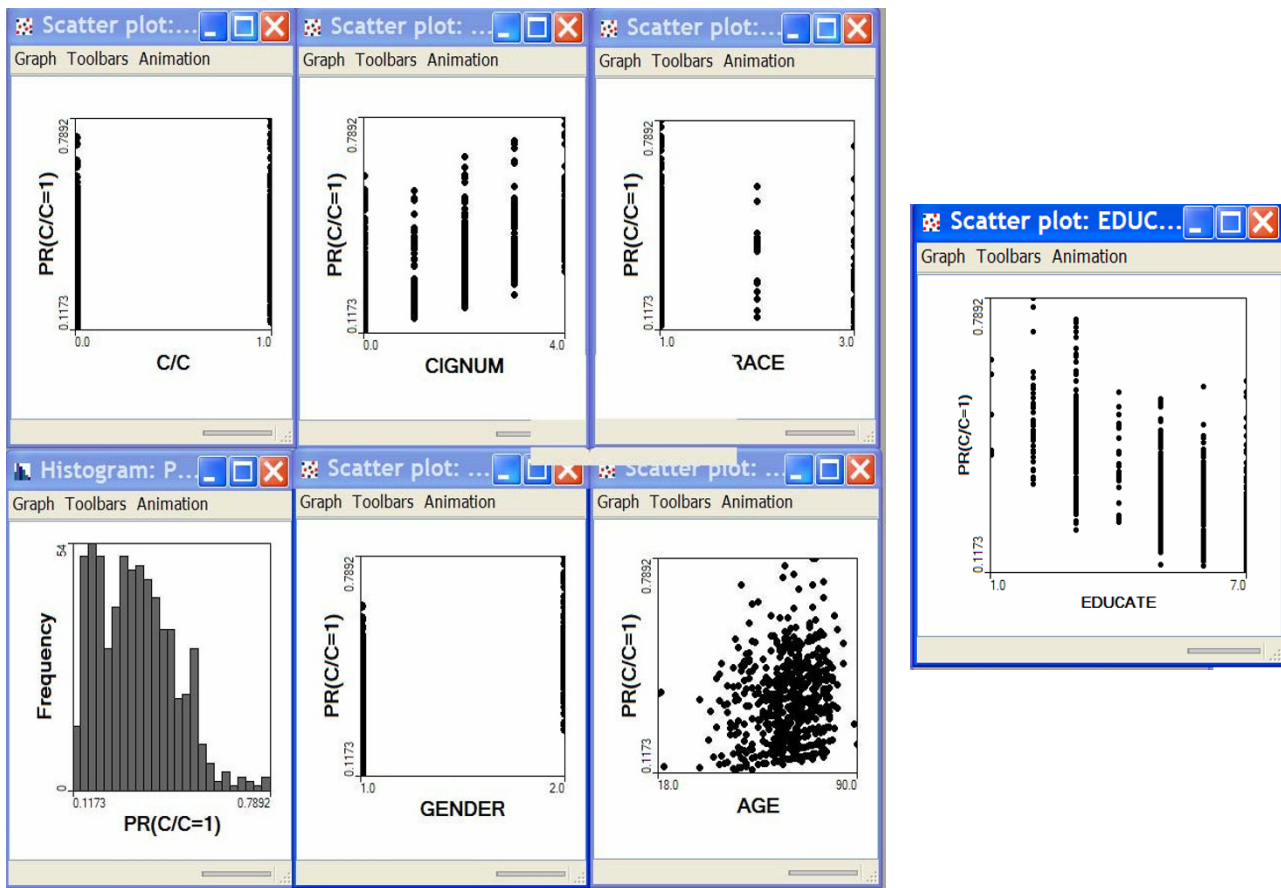 Scatter plot:...
Graph Toolbars Animation
0.7892
PR(C/C=1)
0.1173
0.0 1.0
C/C
Scatter plot: ...
Graph Toolbars Animation
0.7892
PR(C/C=1)
0.1173
0.0 4.0
CIGNUM
Scatter plot:...
Graph Toolbars Animation
0.7892
PR(C/C=1)
0.1173
1.0 3.0
RACE
Scatter plot: EDUC...
Graph Toolbars Animation
0.7892
PR(C/C=1)
0.1173
1.0 7.0
EDUCATE
Histogram: P...
Graph Toolbars Animation
54
Frequency
0
0.1173 0.7892
PR(C/C=1)
Scatter plot: ...
Graph Toolbars Animation
0.7892
PR(C/C=1)
0.1173
1.0 2.0
GENDER
Scatter plot: ...
Graph Toolbars Animation
0.7892
PR(C/C=1)
0.1173
18.0 90.0
AGE